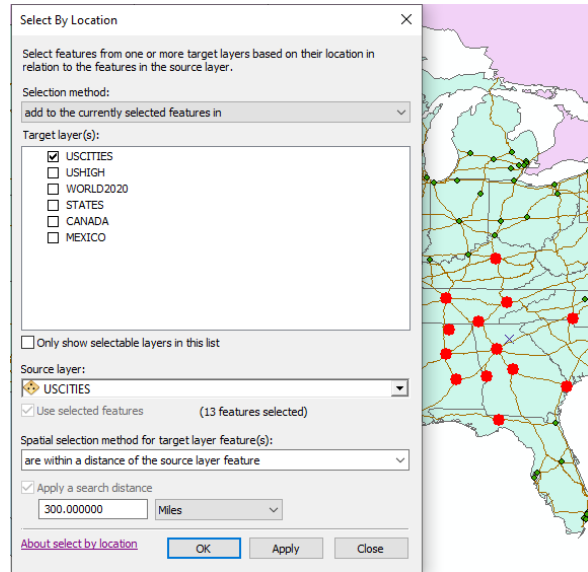 Select By Location
Select features from one or more target layers based on their location in
relation to the features in the source layer.
Selection method:
add to the currently selected features in
Target layer(s):
USCITIES
USHIGH
WORLD2020
STATES
CANADA
MEXICO
Only show selectable layers in this list
Source layer:
USCITIES
Use selected features (13 features selected)
Spatial selection method for target layer feature(s):
are within a distance of the source layer feature
Apply a search distance
300.000000 Miles
About select by location OK Apply Close